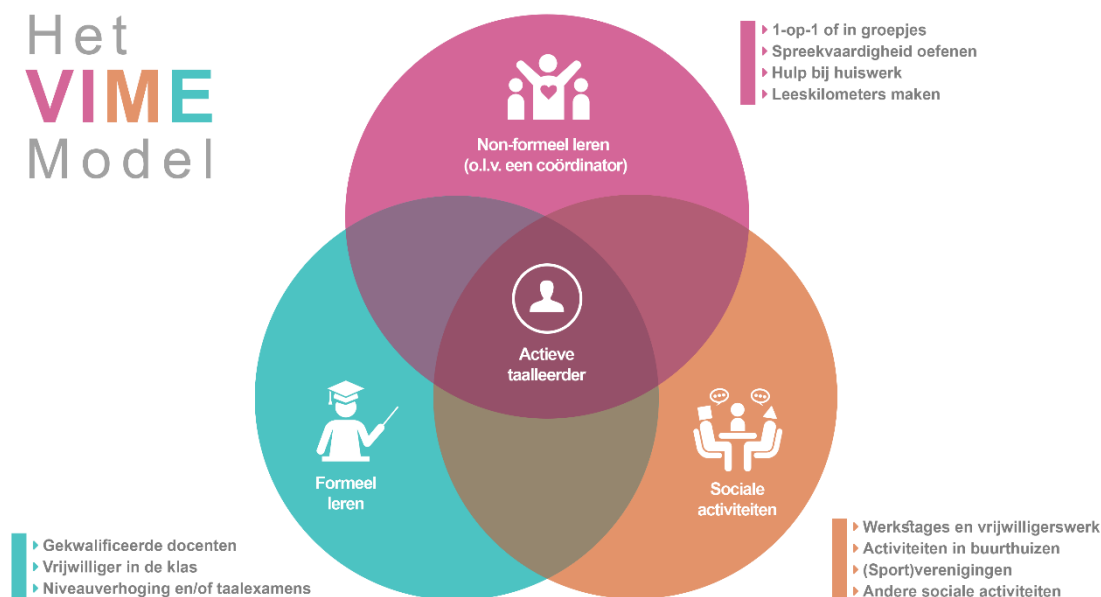 Het
VIME
Model
1-op-1 of in groepjes
Spreekvaardigheid oefenen
Hulp bij huiswerk
Leeskilometers maken
Non-formeel leren
(o.l.v. een coördinator)
Actieve
taalleerder
Formeel
leren
Sociale
activiteiten
Gekwalificeerde docenten
Vrijwilliger in de klas
Niveauverhoging en/of taalexamens
Werkstages en vrijwilligerswerk
Activiteiten in buurthuizen
(Sport)verenigingen
Andere sociale activiteiten